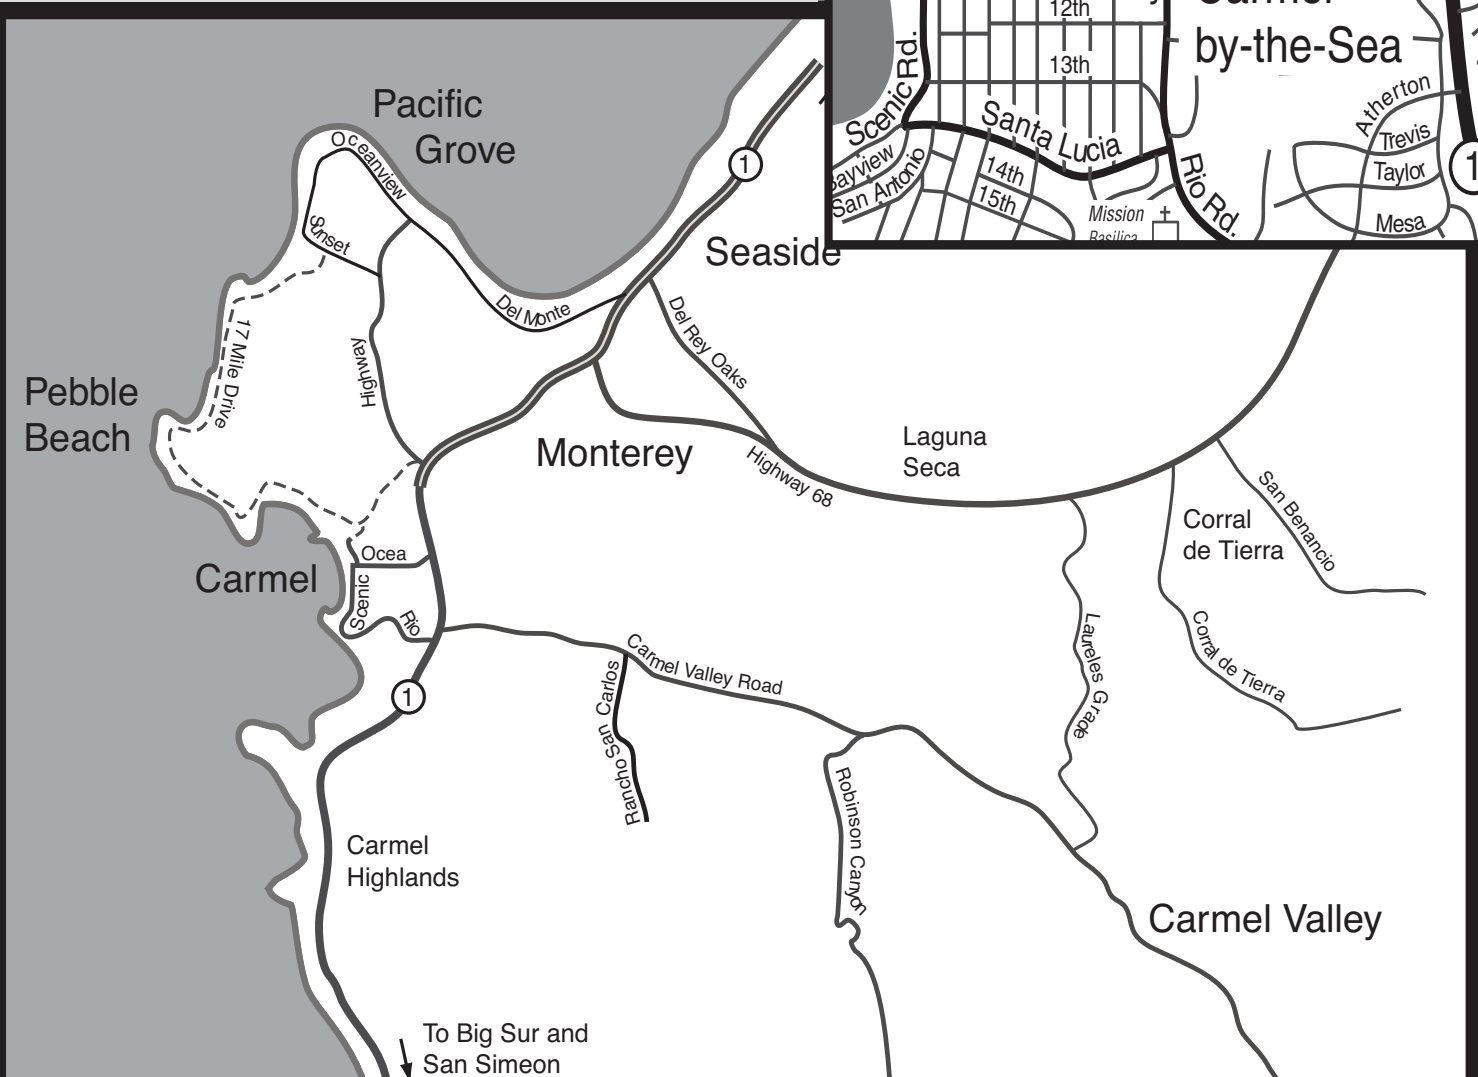 12th
by-the-Sea
Scenic Rd.
13th
Santa Lucia
Atherton
Trevis
Taylor
Mesa
1
San Antonio
14th
15th
Mission
Basilica
Rio Rd.
Pacific
Grove
Oceanview
Sunset
1
Seaside
Del Monte
Del Rey Oaks
17 Mile Drive
Highway
Pebble
Beach
Monterey
Highway 68
Laguna
Seca
Corral
de Tierra
San Benancio
Corral de Tierra
Laureles Grade
Ocea
Carmel
Scenic
Rio
Carmel Valley Road
Rancho San Carlos
1
Robinson Canyon
Carmel
Highlands
Carmel Valley
To Big Sur and
San Simeon